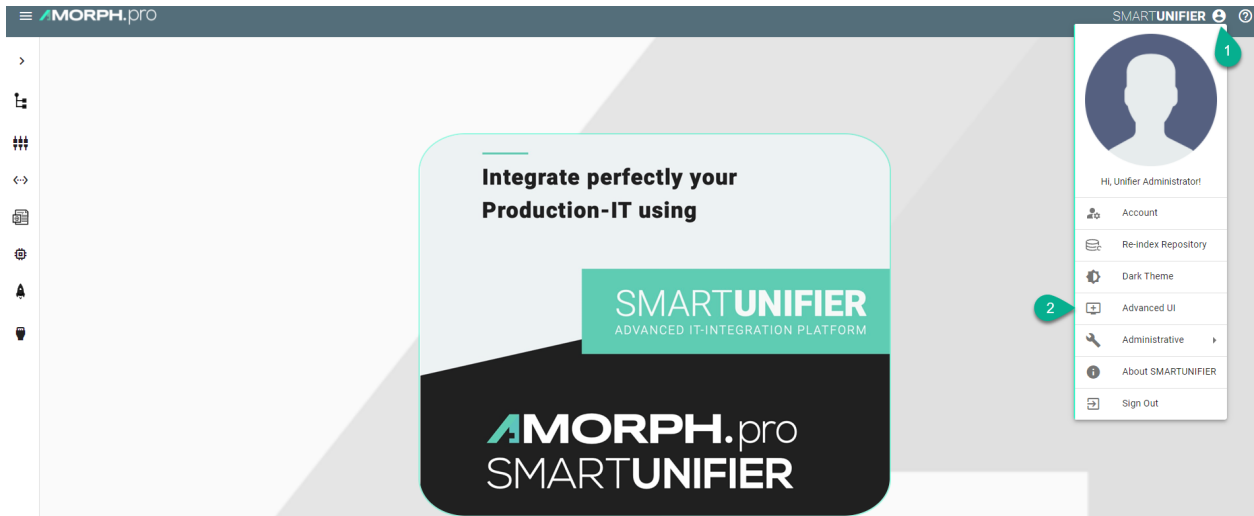 AMORPH.pro
SMARTUNIFIER
1
Integrate perfectly your
Production-IT using
SMARTUNIFIER
ADVANCED IT-INTEGRATION PLATFORM
AMORPH.pro
SMARTUNIFIER
Hi, Unifier Administrator!
Account
Re-index Repository
Dark Theme
2
Advanced UI
Administrative
About SMARTUNIFIER
Sign Out